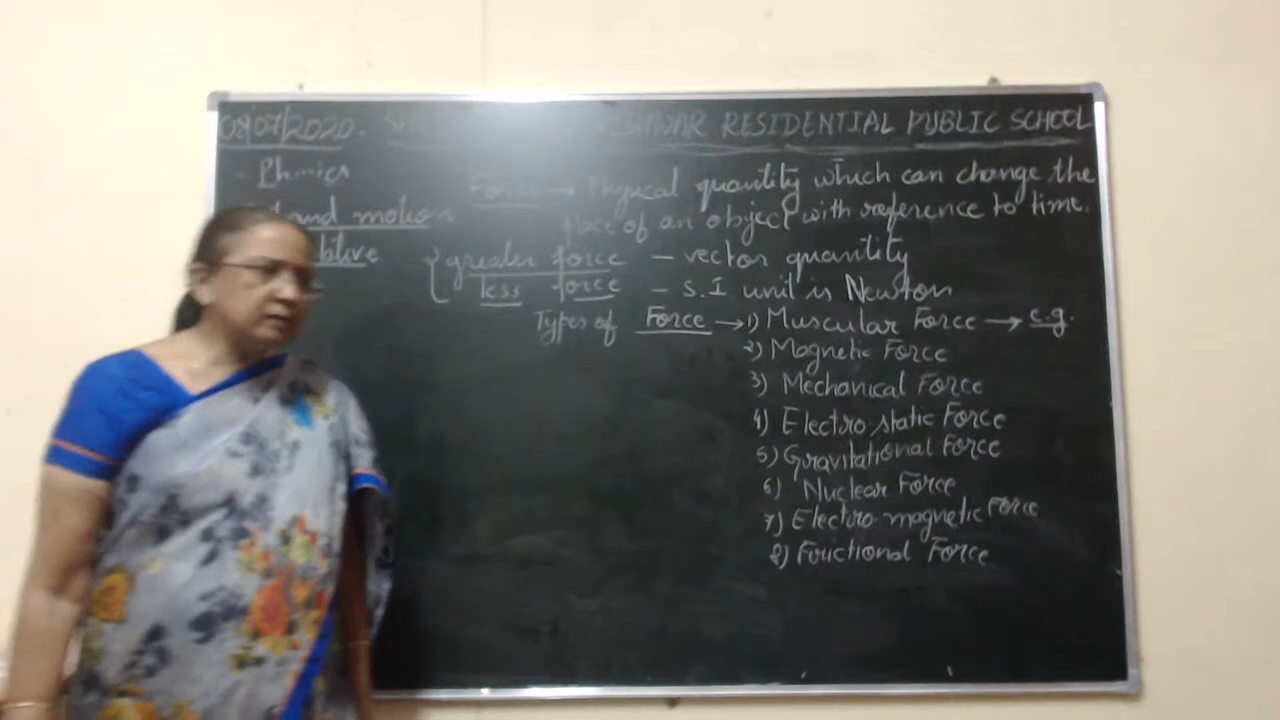 08/07/2020. RESIDENTIAL PUBLIC SCHOOL
Physics
Force → Physical quantity which can change the
and motion place of an object with reference to time.
{ greater force – vector quantity
less force – S.I unit is Newton
Types of Force → 1) Muscular Force → e.g.
2) Magnetic Force
3) Mechanical Force
4) Electro static Force
5) Gravitational Force
6) Nuclear Force
7) Electro magnetic Force
8) Frictional Force